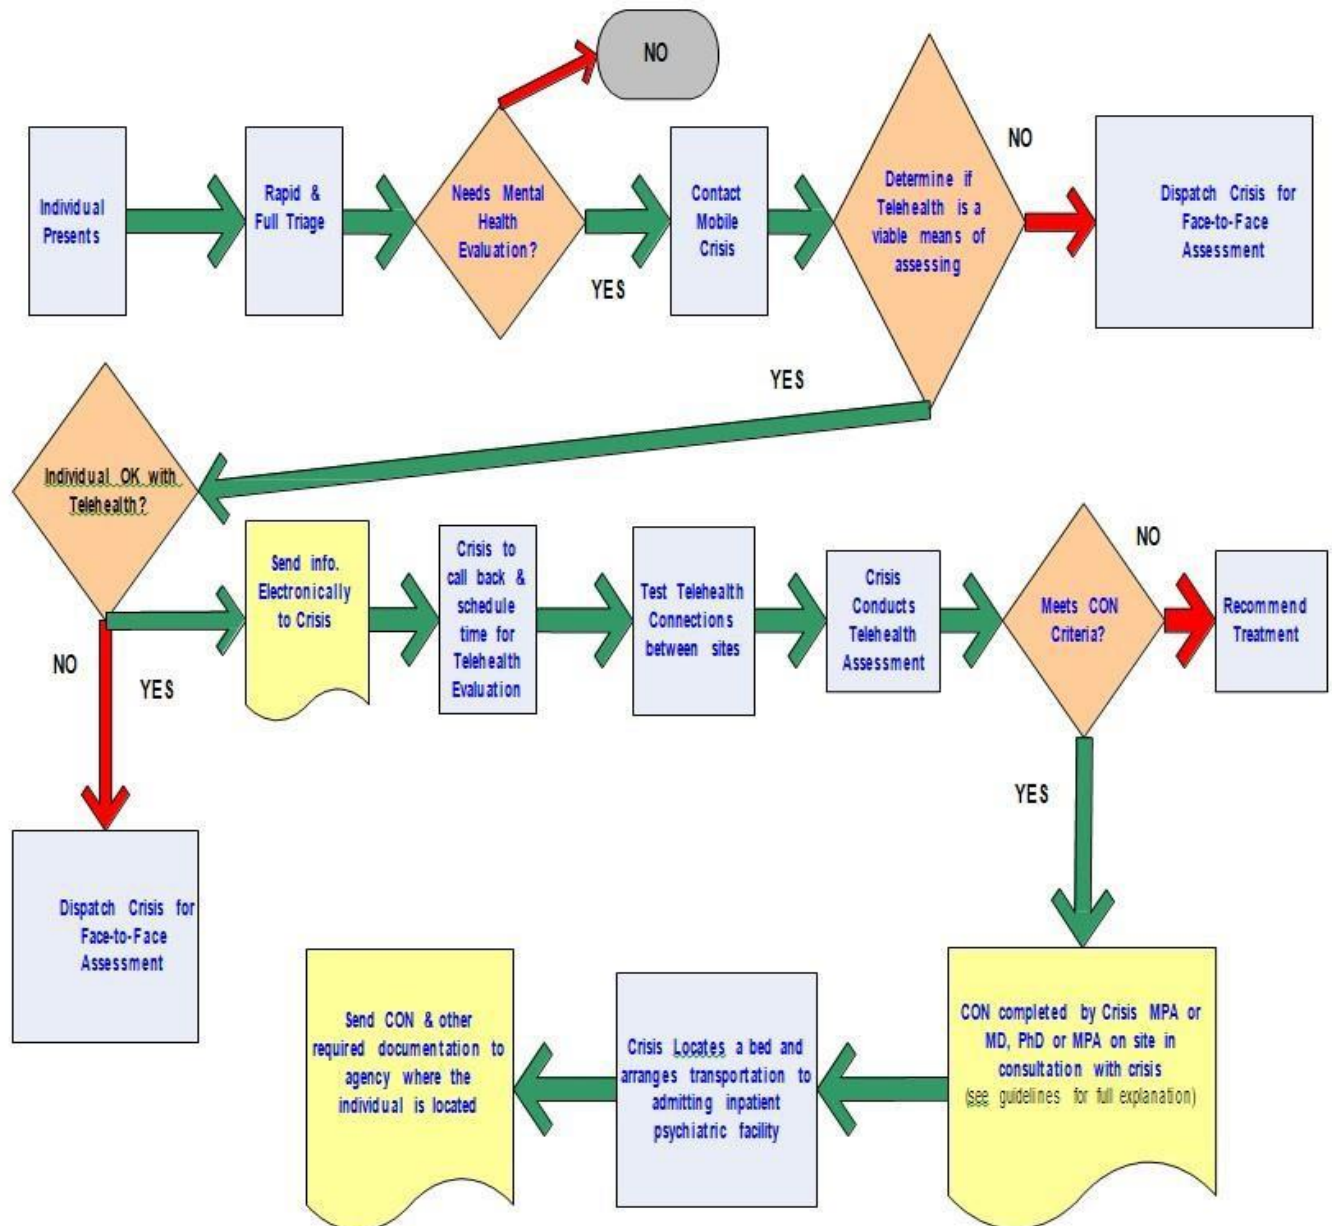 NO
Individual
Presents
Rapid &
Full Triage
Needs Mental
Health
Evaluation?
YES
Contact
Mobile
Crisis
Determine if
Telehealth is a
viable means of
assessing
NO
Dispatch Crisis for
Face-to-Face
Assessment
YES
Individual OK with
Telehealth?
NO
YES
Send info.
Electronically
to Crisis
Crisis to
call back &
schedule
time for
Telehealth
Evaluation
Test Telehealth
Connections
between sites
Crisis
Conducts
Telehealth
Assessment
Meets CON
Criteria?
NO
Recommend
Treatment
YES
Dispatch Crisis for
Face-to-Face
Assessment
CON completed by Crisis MPA or
MD, PhD or MPA on site in
consultation with crisis
(see guidelines for full explanation)
Crisis Locates a bed and
arranges transportation to
admitting inpatient
psychiatric facility
Send CON & other
required documentation to
agency where the
individual is located